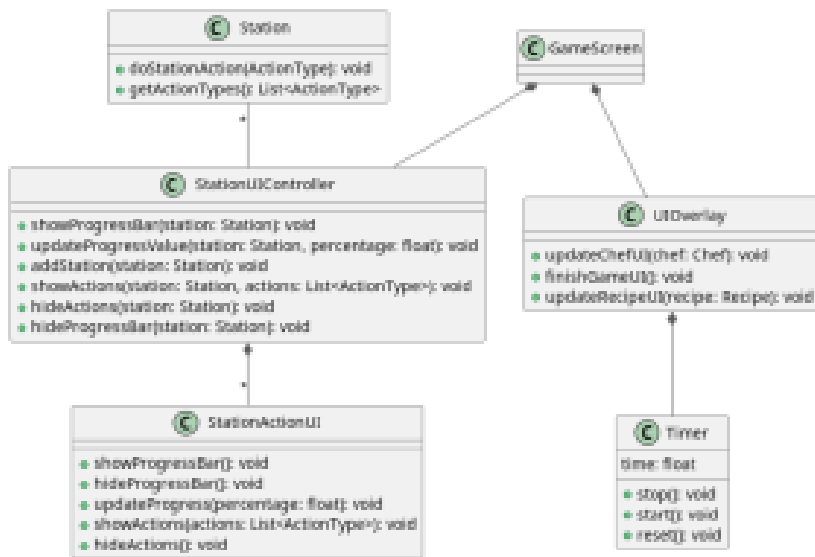 C Station
doStationAction(ActionType): void
getActionTypes(): List<ActionType>
C GameScreen
*
C StationUIController
showProgressBar(station: Station): void
updateProgressValue(station: Station, percentage: float): void
addStation(station: Station): void
showActions(station: Station, actions: List<ActionType>): void
hideActions(station: Station): void
hideProgressBar(station: Station): void
C UIOverlay
updateChefUI(chef: Chef): void
finishGameUI(): void
updateRecipeUI(recipe: Recipe): void
*
C StationActionUI
showProgressBar(): void
hideProgressBar(): void
updateProgress(percentage: float): void
showActions(actions: List<ActionType>): void
hideActions(): void
C Timer
time: float
stop(): void
start(): void
reset(): void